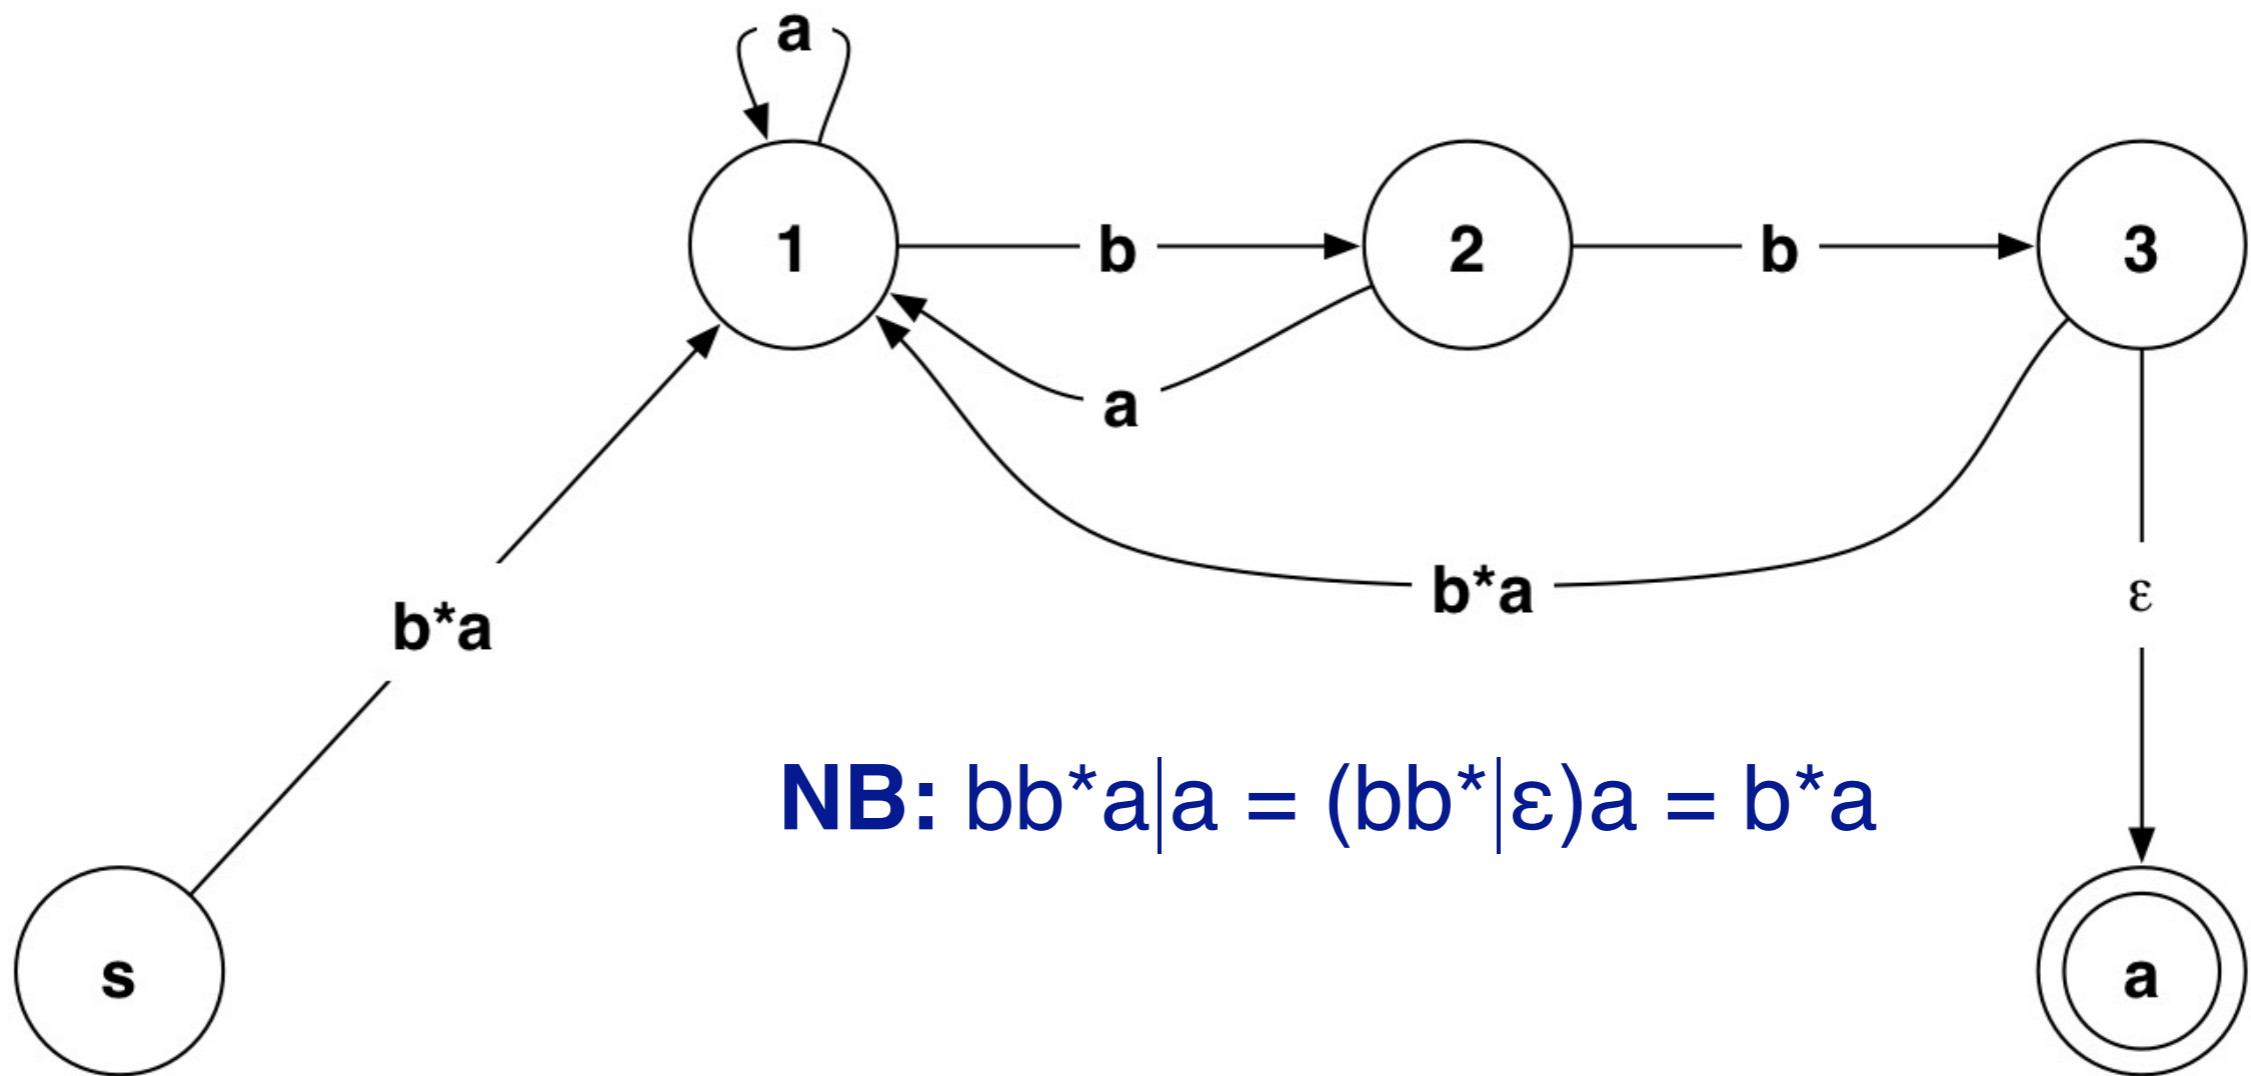 a
1
b
2
b
3
a
b*a
ε
b*a
NB: bb*a|a = (bb*|ε)a = b*a
s
a